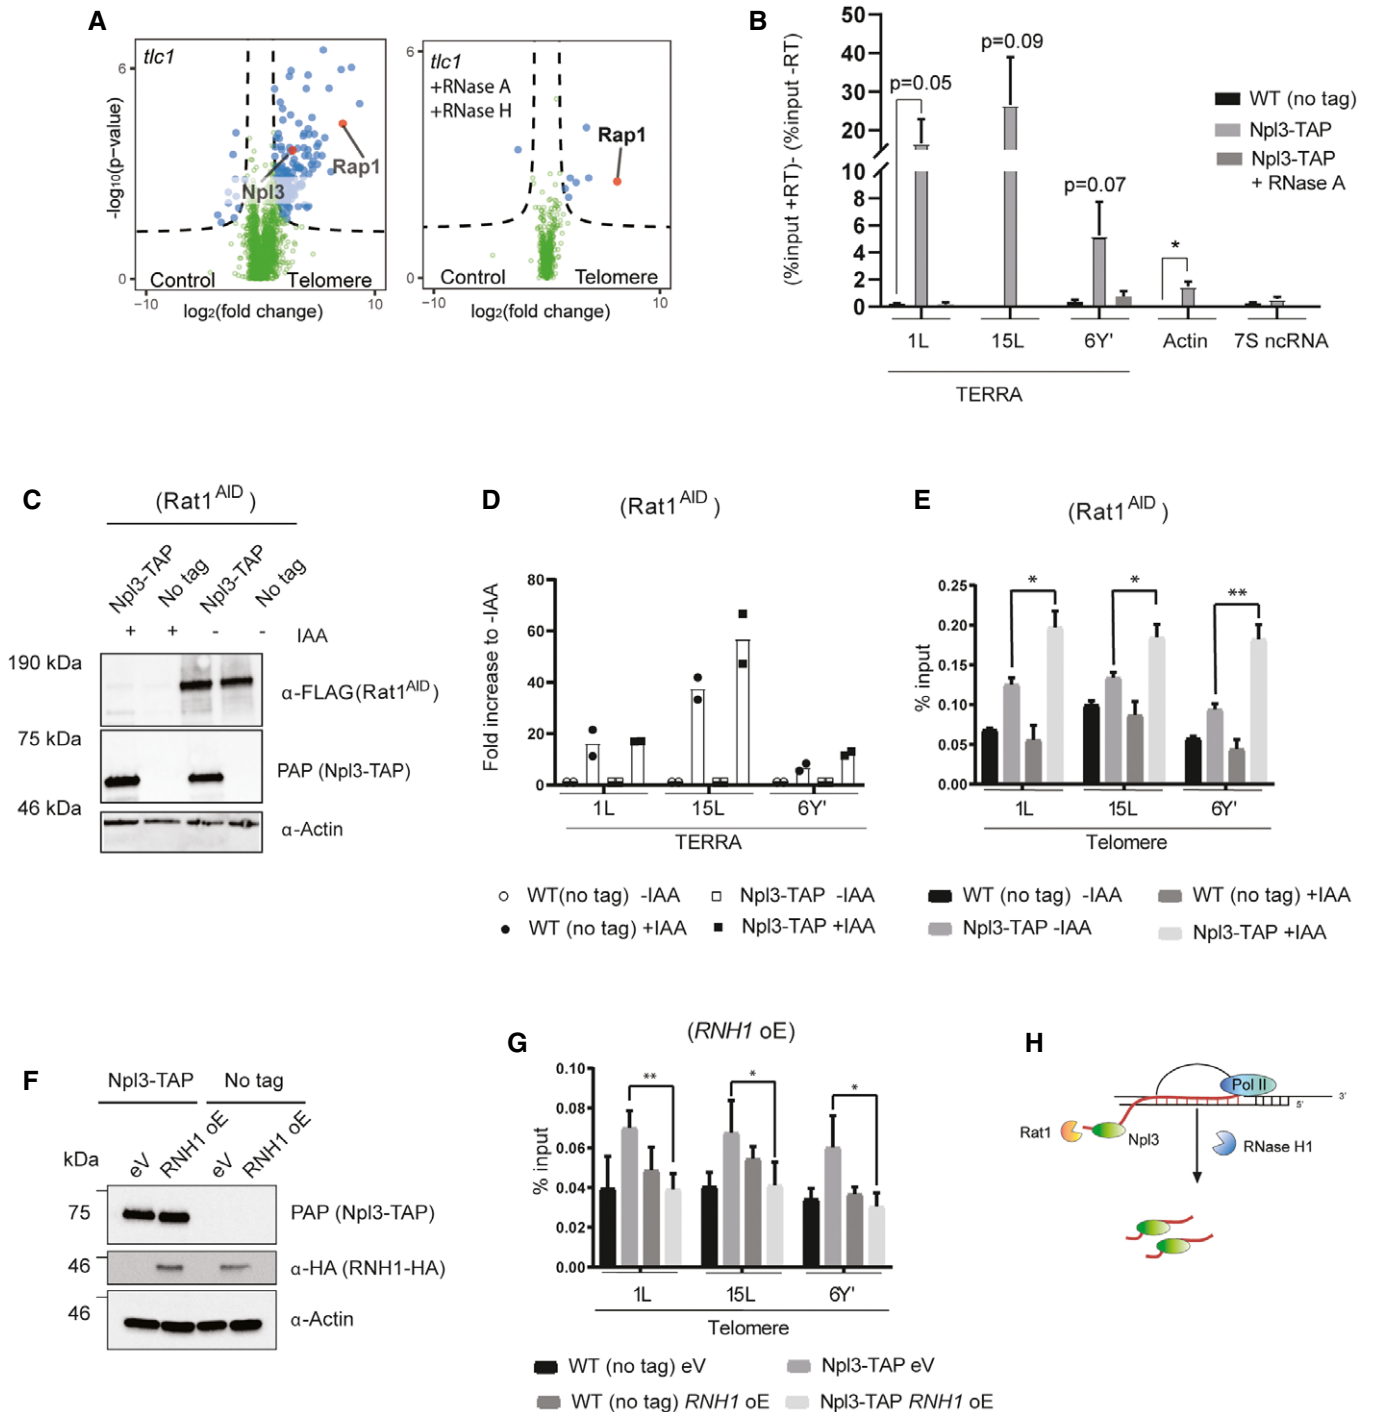 A
tlc1
6
0
-log10(p-value)
Npl3
Rap1
Control
Telomere
−10
10
log2(fold change)
tlc1
+RNase A
+RNase H
6
0
Rap1
Control
Telomere
−10
10
log2(fold change)
B
(%input +RT)- (%input -RT)
50
40
30
20
10
8
6
4
2
0
p=0.05
p=0.09
p=0.07
*
WT (no tag)
Npl3-TAP
Npl3-TAP
+ RNase A
1L
15L
6Y'
Actin
7S ncRNA
TERRA
C
(Rat1AID)
Npl3-TAP
No tag
Npl3-TAP
No tag
+
+
-
-
IAA
190 kDa
α-FLAG(Rat1AID)
75 kDa
PAP (Npl3-TAP)
46 kDa
α-Actin
D
(Rat1AID)
Fold increase to -IAA
80
60
40
20
0
1L
15L
6Y'
TERRA
WT(no tag) -IAA
Npl3-TAP -IAA
WT (no tag) +IAA
Npl3-TAP +IAA
E
(Rat1AID)
% input
0.25
0.20
0.15
0.10
0.05
0.00
*
*
**
1L
15L
6Y'
Telomere
WT (no tag) -IAA
WT (no tag) +IAA
Npl3-TAP -IAA
Npl3-TAP +IAA
F
Npl3-TAP
No tag
kDa
eV
RNH1 oE
eV
RNH1 oE
75
PAP (Npl3-TAP)
46
α-HA (RNH1-HA)
46
α-Actin
G
(RNH1 oE)
% input
0.10
0.08
0.06
0.04
0.02
0.00
**
*
*
1L
15L
6Y'
Telomere
WT (no tag) eV
Npl3-TAP eV
WT (no tag) RNH1 oE
Npl3-TAP RNH1 oE
H
Pol II
3'
5'
Rat1
Npl3
RNase H1